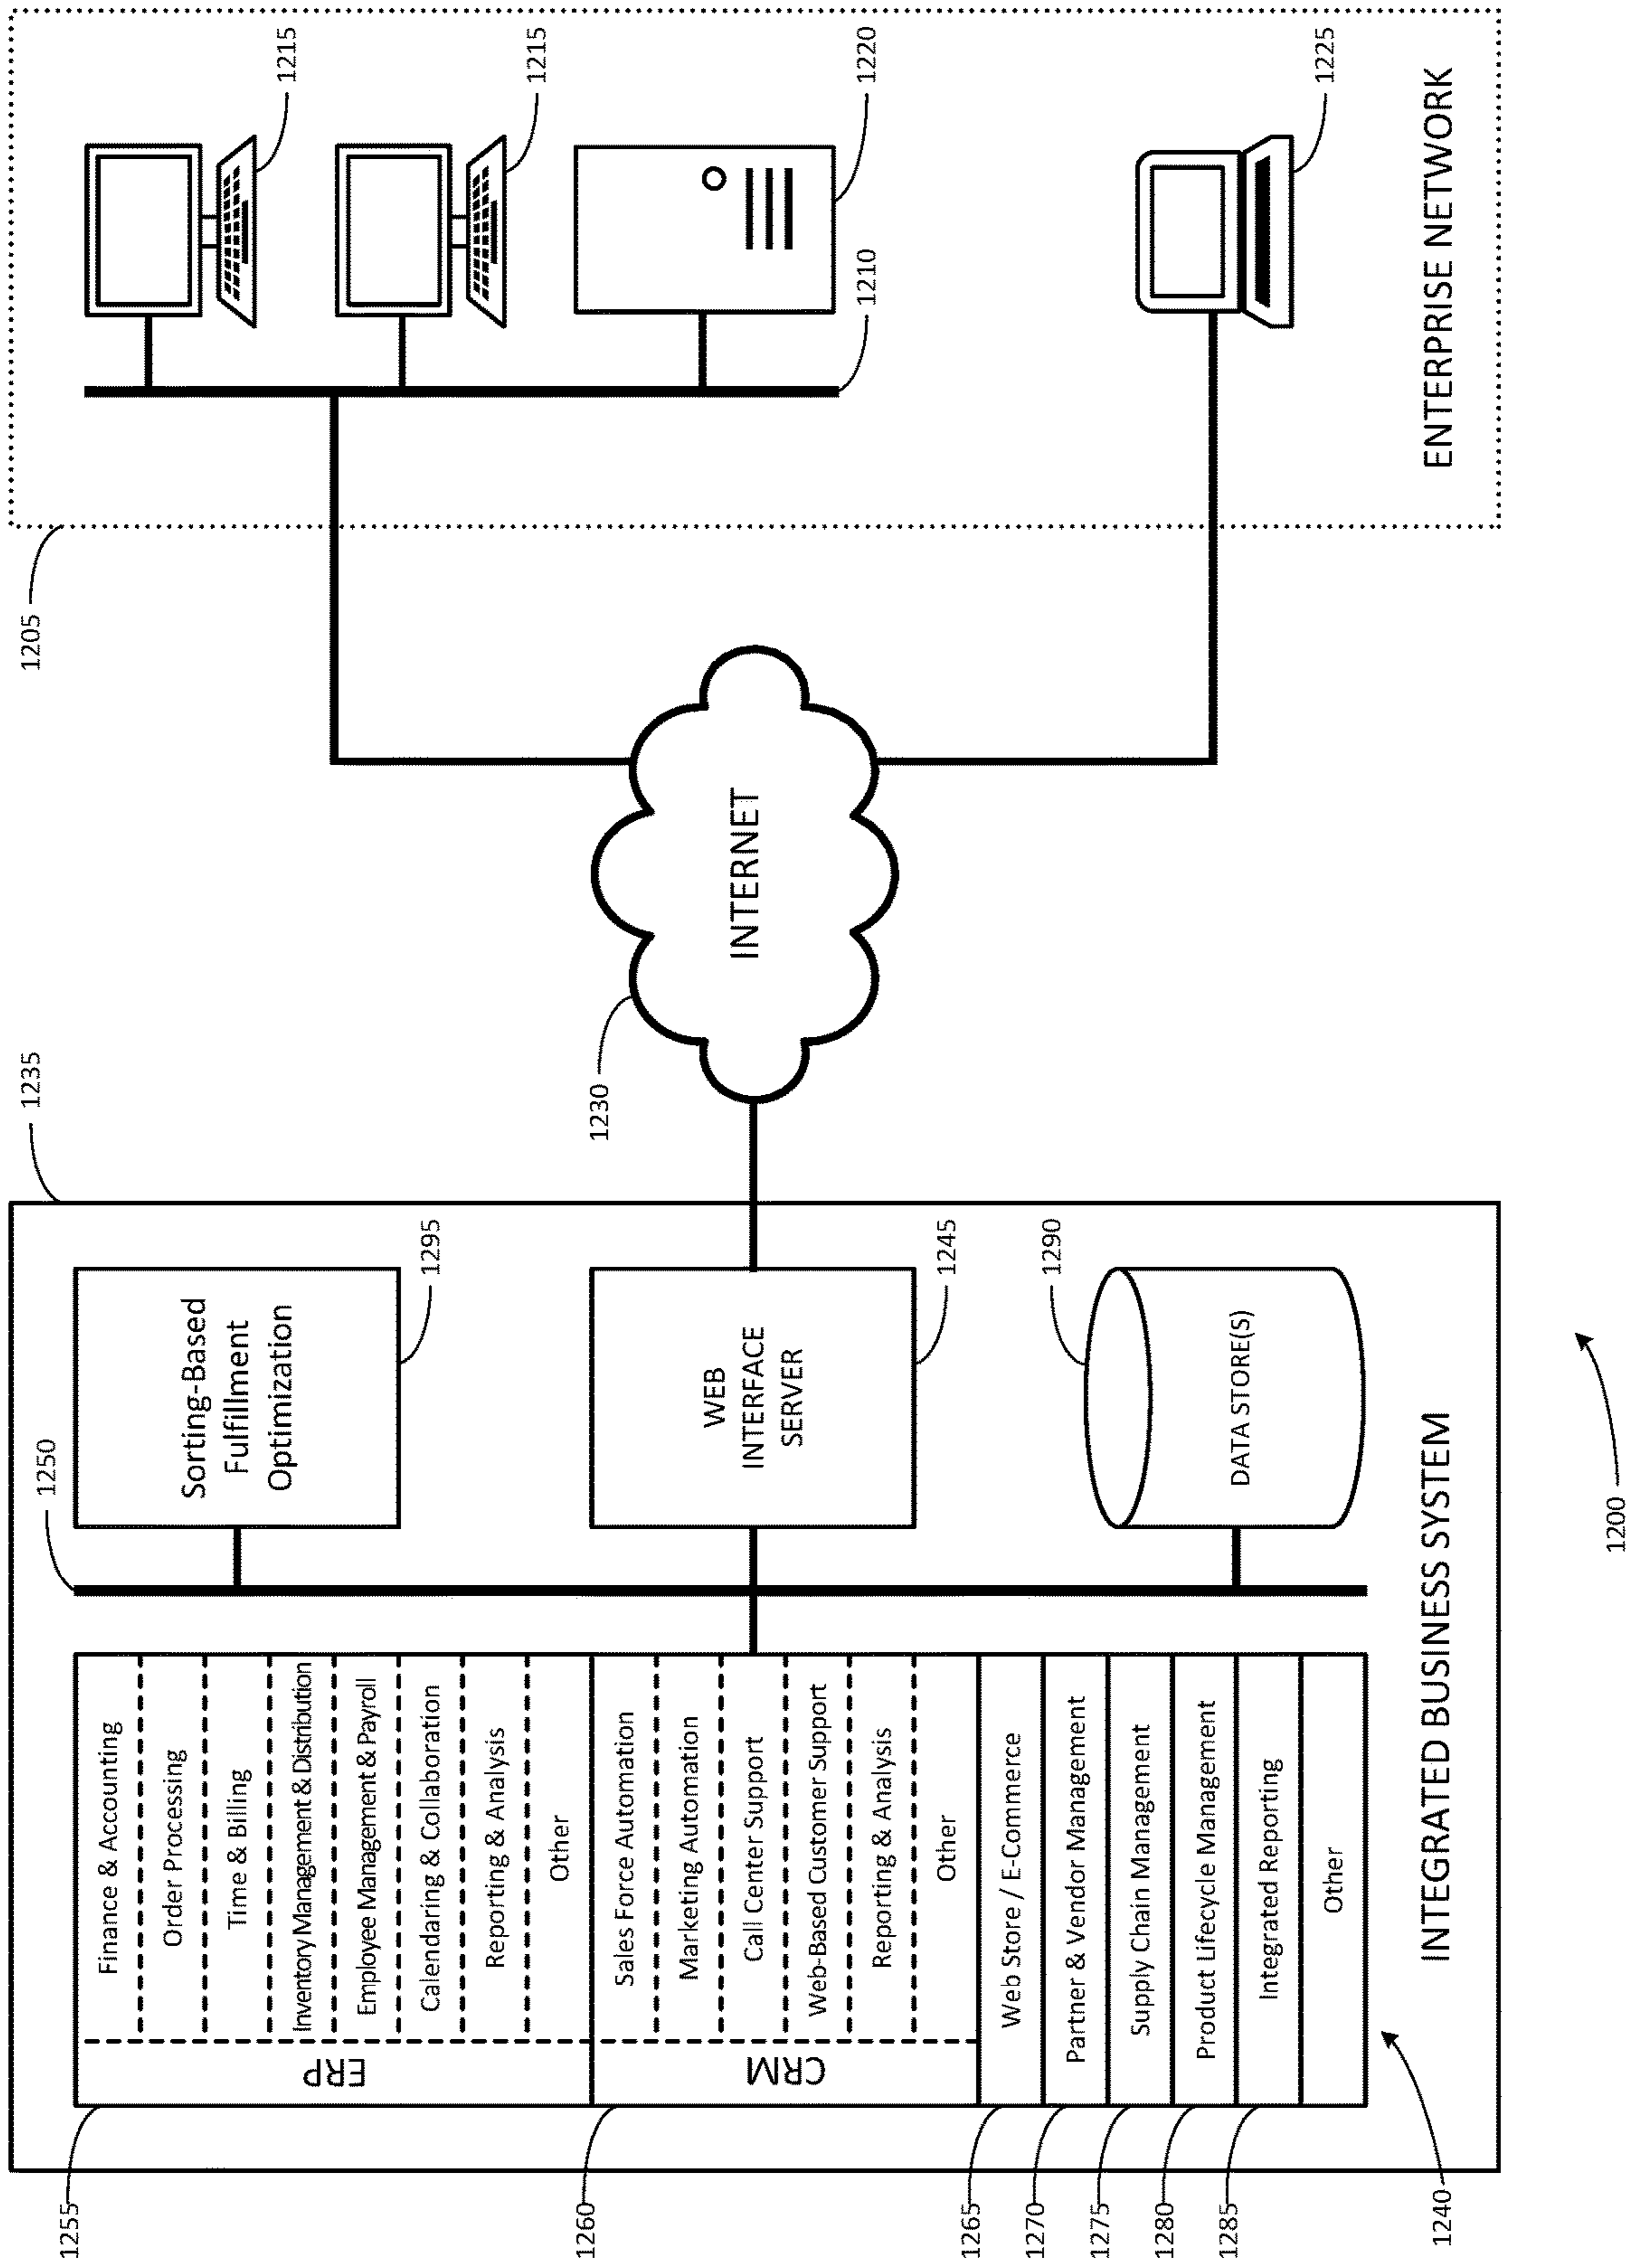 1255
1260
1265
1270
1275
1280
1285
1240
ERP
Finance & Accounting
Order Processing
Time & Billing
Inventory Management & Distribution
Employee Management & Payroll
Calendaring & Collaboration
Reporting & Analysis
Other
CRM
Sales Force Automation
Marketing Automation
Call Center Support
Web-Based Customer Support
Reporting & Analysis
Other
Web Store / E-Commerce
Partner & Vendor Management
Supply Chain Management
Product Lifecycle Management
Integrated Reporting
Other
INTEGRATED BUSINESS SYSTEM
1250
Sorting-Based
Fulfillment
Optimization
1295
WEB
INTERFACE
SERVER
1245
1290
DATA STORE(S)
1200
1235
1230
INTERNET
1205
1215
1215
1220
1210
1225
ENTERPRISE NETWORK